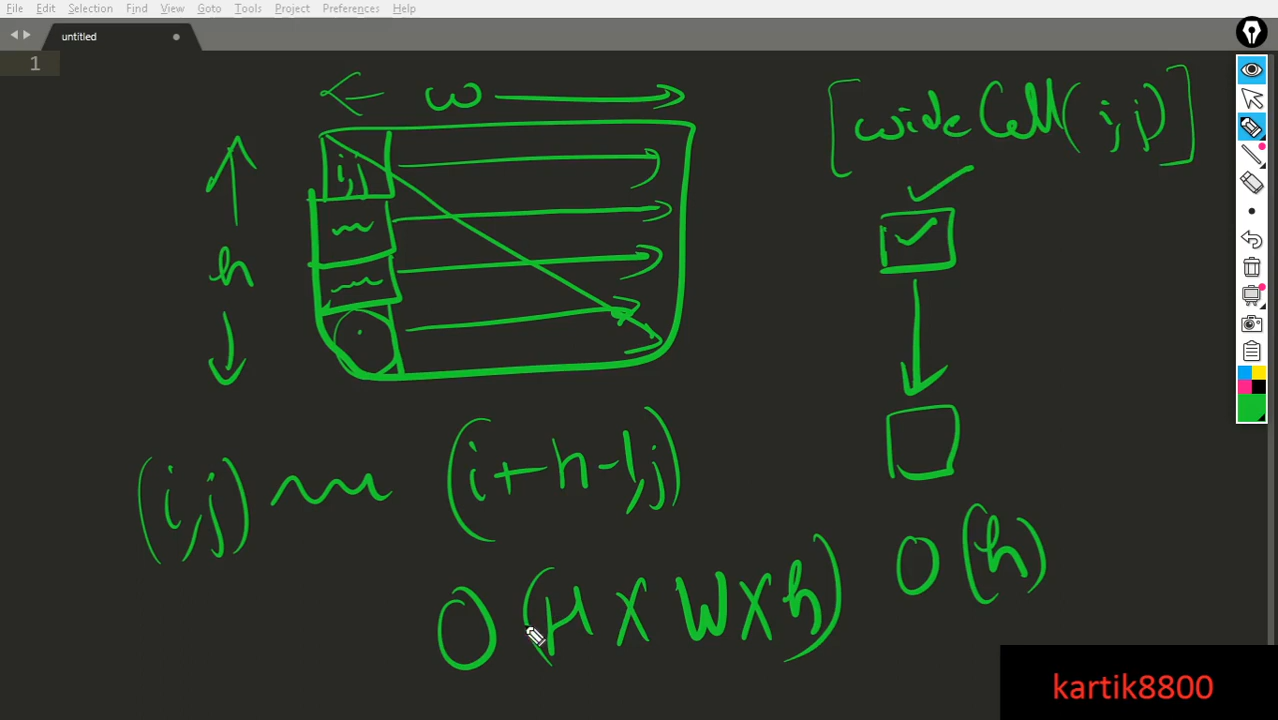 File Edit Selection Find View Goto Tools Project Preferences Help
untitled
1
w
wideCell(i,j)
i,j
h
(i,j) (i+h-1,j)
O(h)
O(H X W X h)
kartik8800